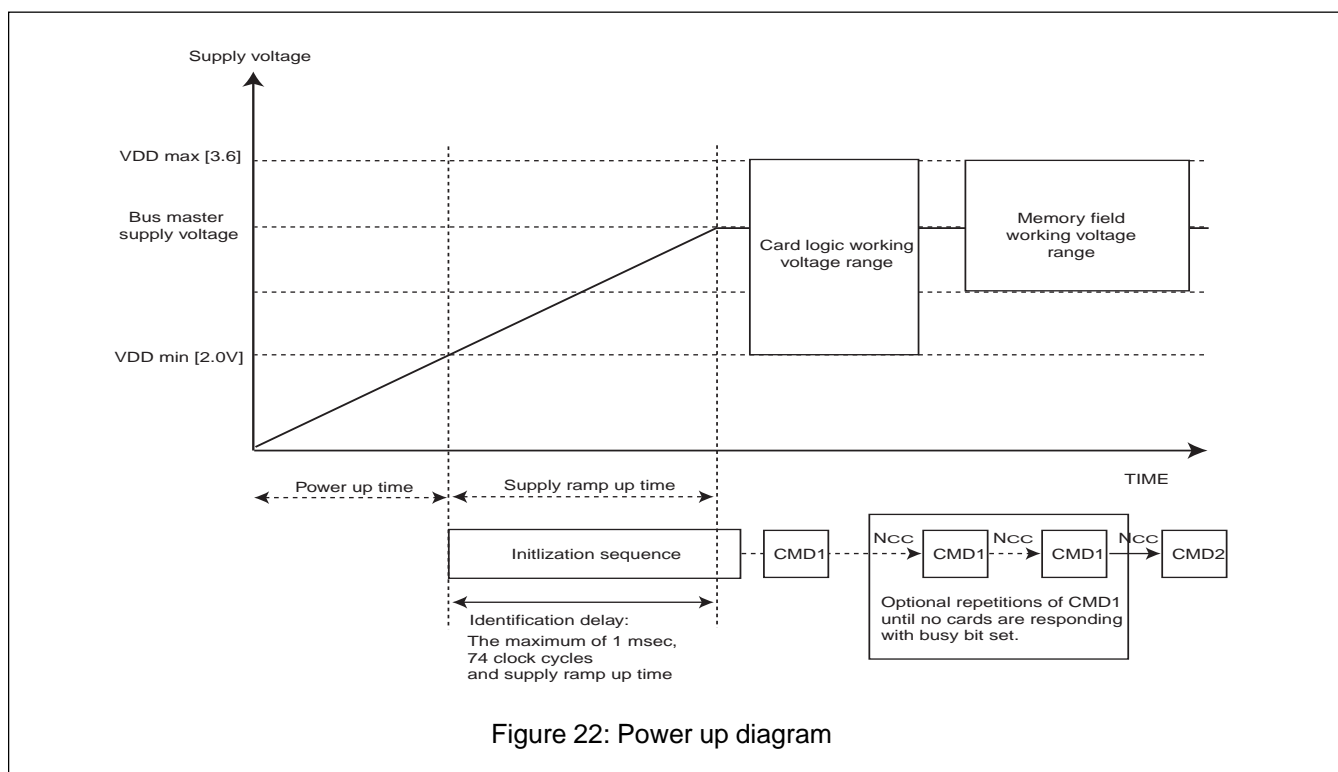 Supply voltage
VDD max [3.6]
Bus master
supply voltage
VDD min [2.0V]
Card logic working
voltage range
Memory field
working voltage
range
TIME
Power up time
Supply ramp up time
Initlization sequence
CMD1
NCC
CMD1
NCC
CMD1
NCC
CMD2
Optional repetitions of CMD1
until no cards are responding
with busy bit set.
Identification delay:
The maximum of 1 msec,
74 clock cycles
and supply ramp up time
Figure 22: Power up diagram